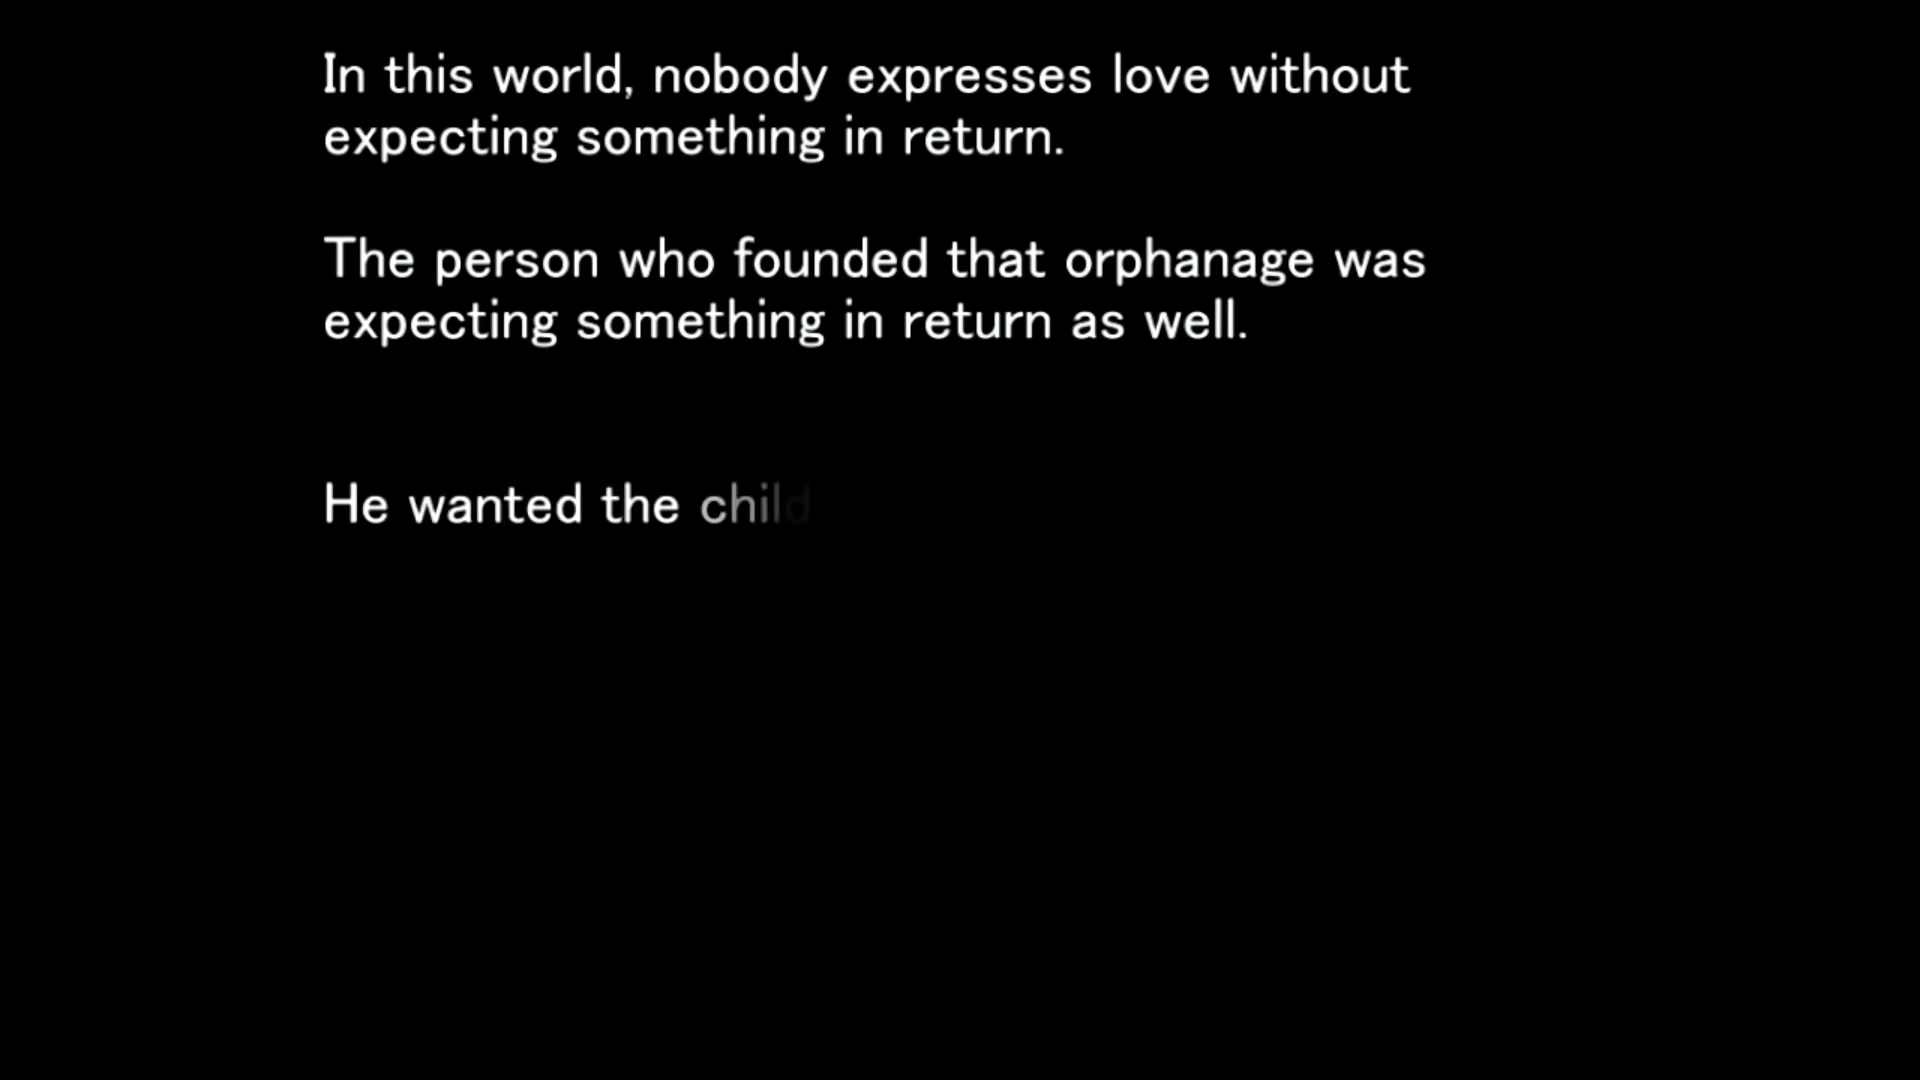 In this world, nobody expresses love without
expecting something in return.
The person who founded that orphanage was
expecting something in return as well.
He wanted the child